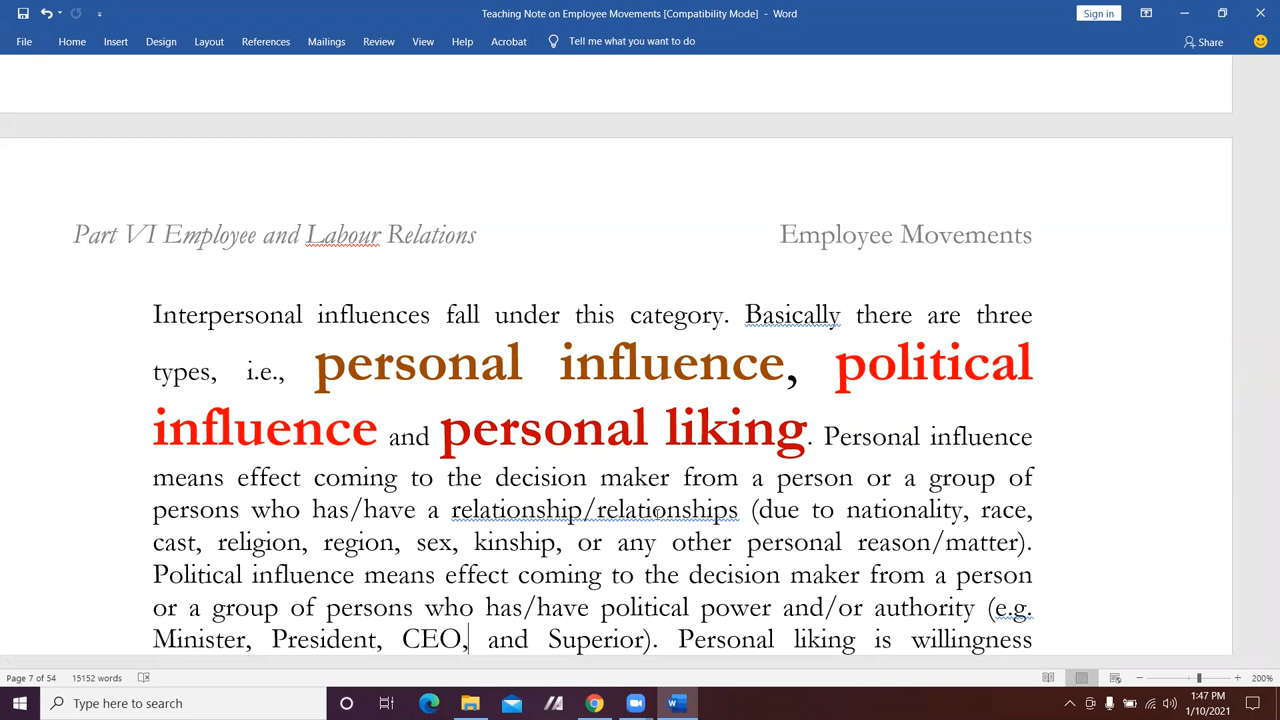 Teaching Note on Employee Movements [Compatibility Mode] - Word
Sign in
File Home Insert Design Layout References Mailings Review View Help Acrobat Tell me what you want to do Share
Part VI Employee and Labour Relations Employee Movements
Interpersonal influences fall under this category. Basically there are three
types, i.e., personal influence, political
influence and personal liking. Personal influence
means effect coming to the decision maker from a person or a group of
persons who has/have a relationship/relationships (due to nationality, race,
cast, religion, region, sex, kinship, or any other personal reason/matter).
Political influence means effect coming to the decision maker from a person
or a group of persons who has/have political power and/or authority (e.g.
Minister, President, CEO, and Superior). Personal liking is willingness
Page 7 of 54 15152 words 200%
Type here to search
1:47 PM
1/10/2021